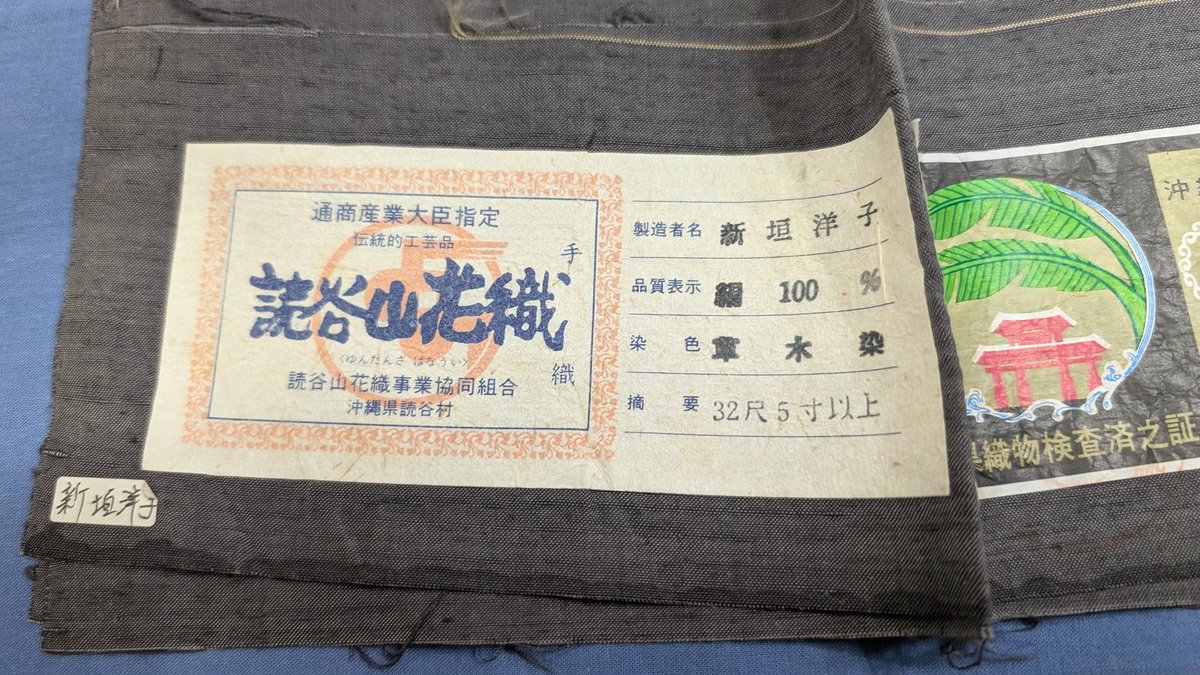 通商産業大臣指定
伝統的工芸品
読谷山花織
〈ゆんたんざ はなうい〉
読谷山花織事業協同組合
沖縄県読谷村
手織
製造者名 新垣洋子
品質表示 絹 100 %
染色 草木染
摘要 32尺5寸以上
新垣洋子
沖
織物検査済之証